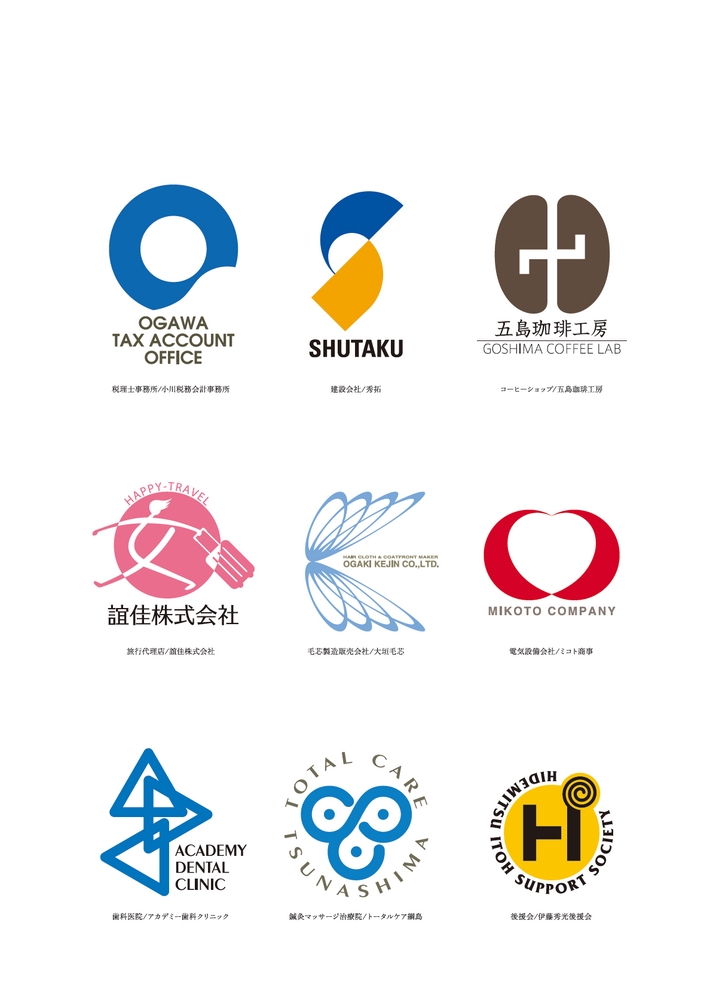 OGAWA
TAX ACCOUNT
OFFICE
税理士事務所/小川税務会計事務所
SHUTAKU
建設会社/秀拓
五島珈琲工房
GOSHIMA COFFEE LAB
コーヒーショップ/五島珈琲工房
HAPPY-TRAVEL
誼佳株式会社
旅行代理店/誼佳株式会社
HAIR CLOTH & COATFRONT MAKER
OGAKI KEJIN CO.,LTD.
毛芯製造販売会社/大垣毛芯
MIKOTO COMPANY
電気設備会社/ミコト商事
ACADEMY
DENTAL
CLINIC
歯科医院/アカデミー歯科クリニック
TOTAL CARE
TSUNASHIMA
鍼灸マッサージ治療院/トータルケア綱島
HIDEMITSU ITOH SUPPORT SOCIETY
H
後援会/伊藤秀光後援会